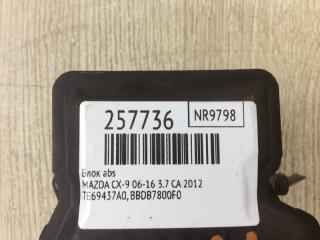 257736
NR9798
Блок abs
MAZDA CX-9 06-16 3.7 CA 2012
TE69437A0, BBDB7800F0